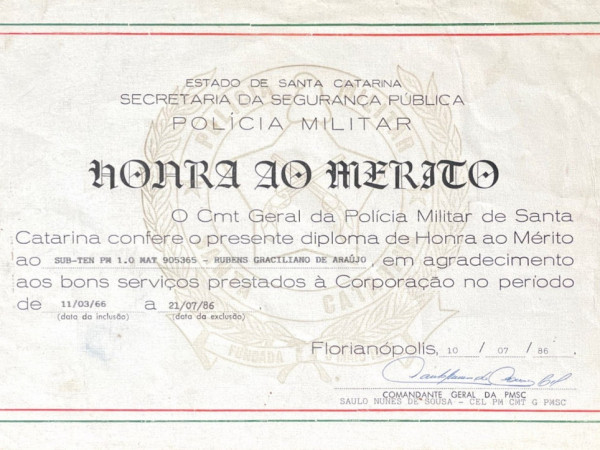 ESTADO DE SANTA CATARINA
SECRETARIA DA SEGURANCA PÚBLICA
POLÍCIA MILITAR
HONRA AO MERITO
O Cmt Geral da Polícia Militar de Santa
Catarina confere o presente diploma de Honra ao Mérito
ao SUB-TEN PM 1.0 MAT 905365 - RUBENS GRACILIANO DE ARAÚJO em agradecimento
aos bons serviços prestados à Corporação no período
de 11/03/66 a 21/07/86 .
(data da inclusão) (data da exclusão)
Florianópolis, 10 / 07 / 86 .
COMANDANTE GERAL DA PMSC
SAULO NUNES DE SOUSA - CEL PM CMT G PMSC